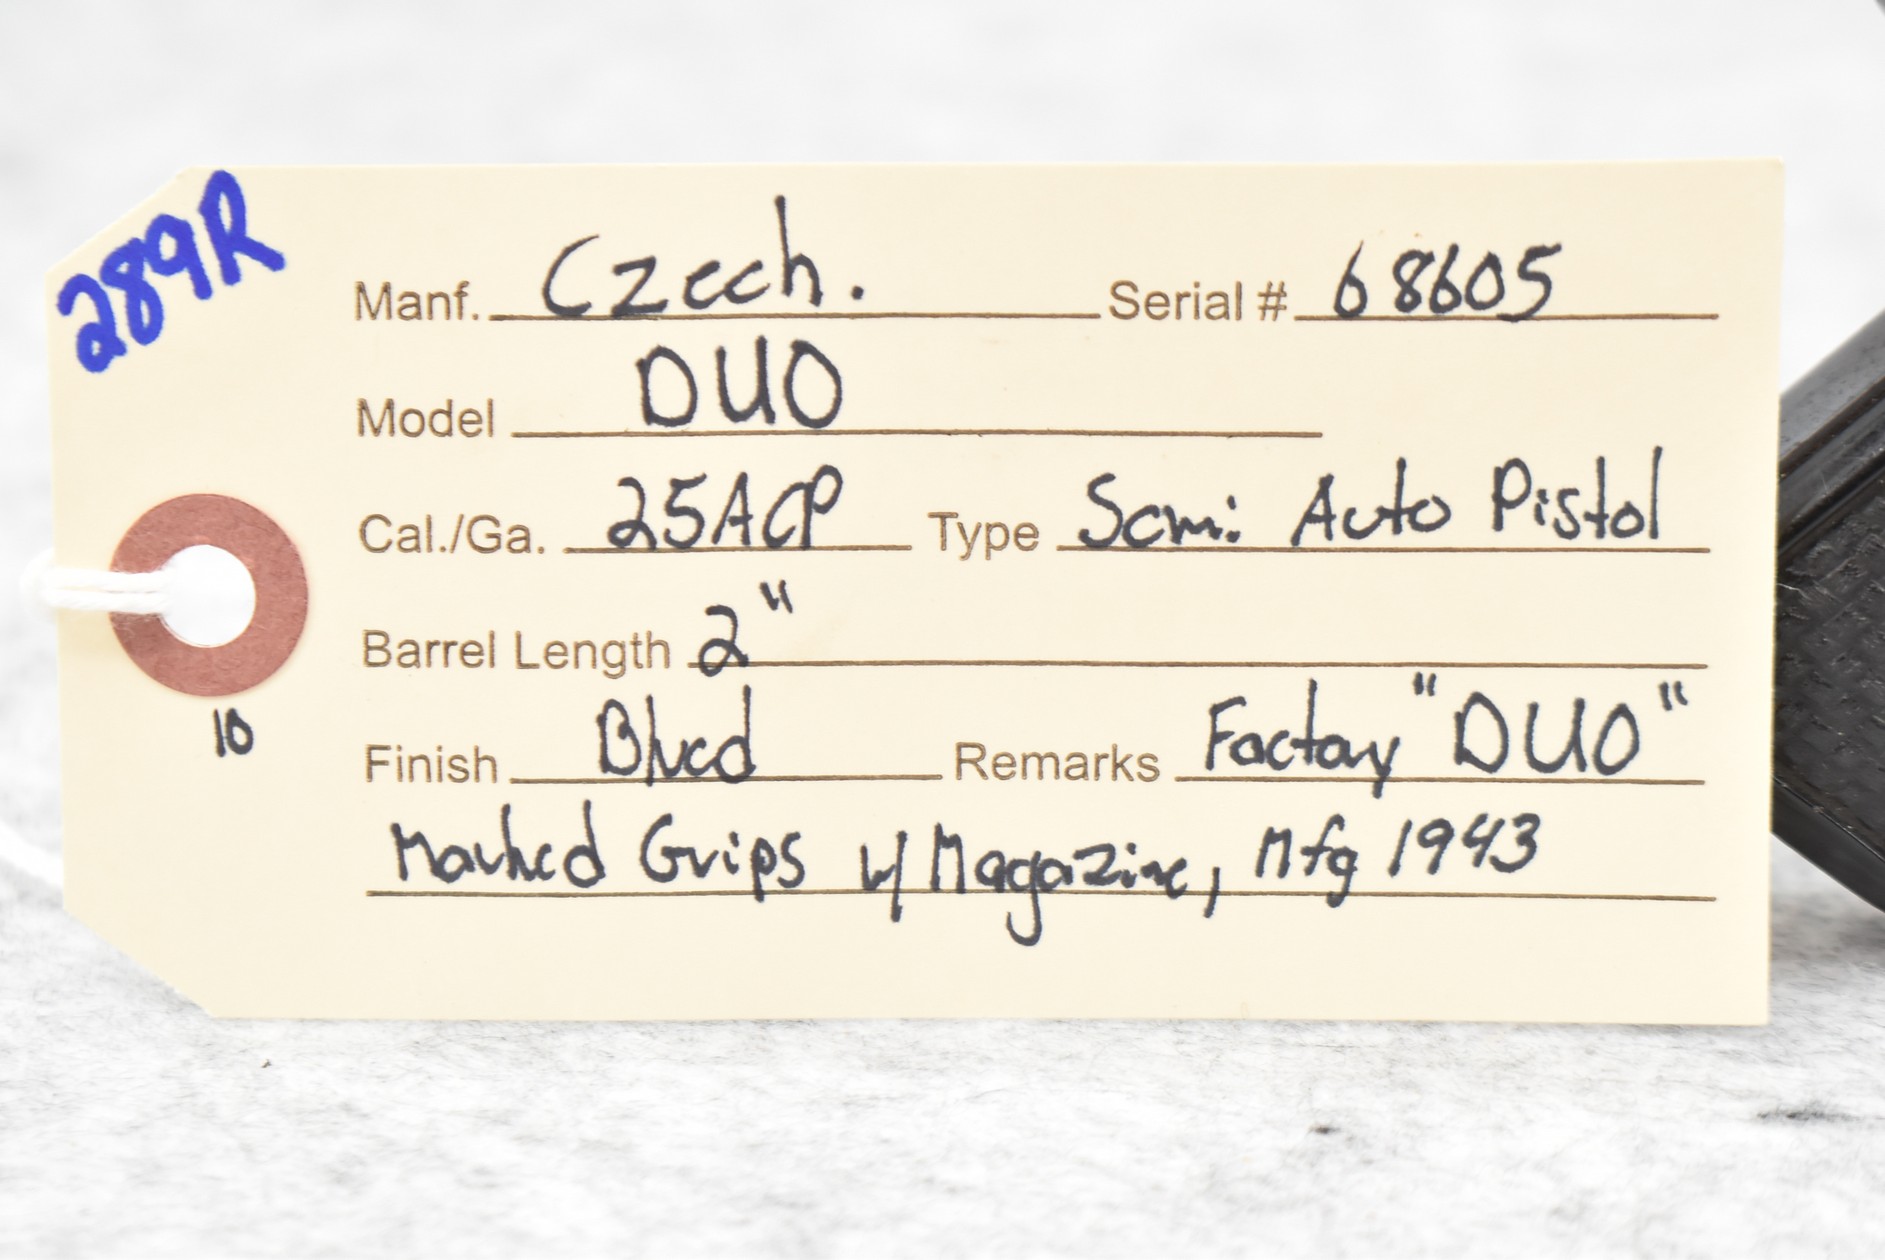 289R
Manf. Czech. Serial # 68605
Model DUO
Cal./Ga. 25ACP Type Semi Auto Pistol
Barrel Length 2"
10
Finish Blued Remarks Factory "DUO"
Marked Grips w/ Magazine, Mfg 1943